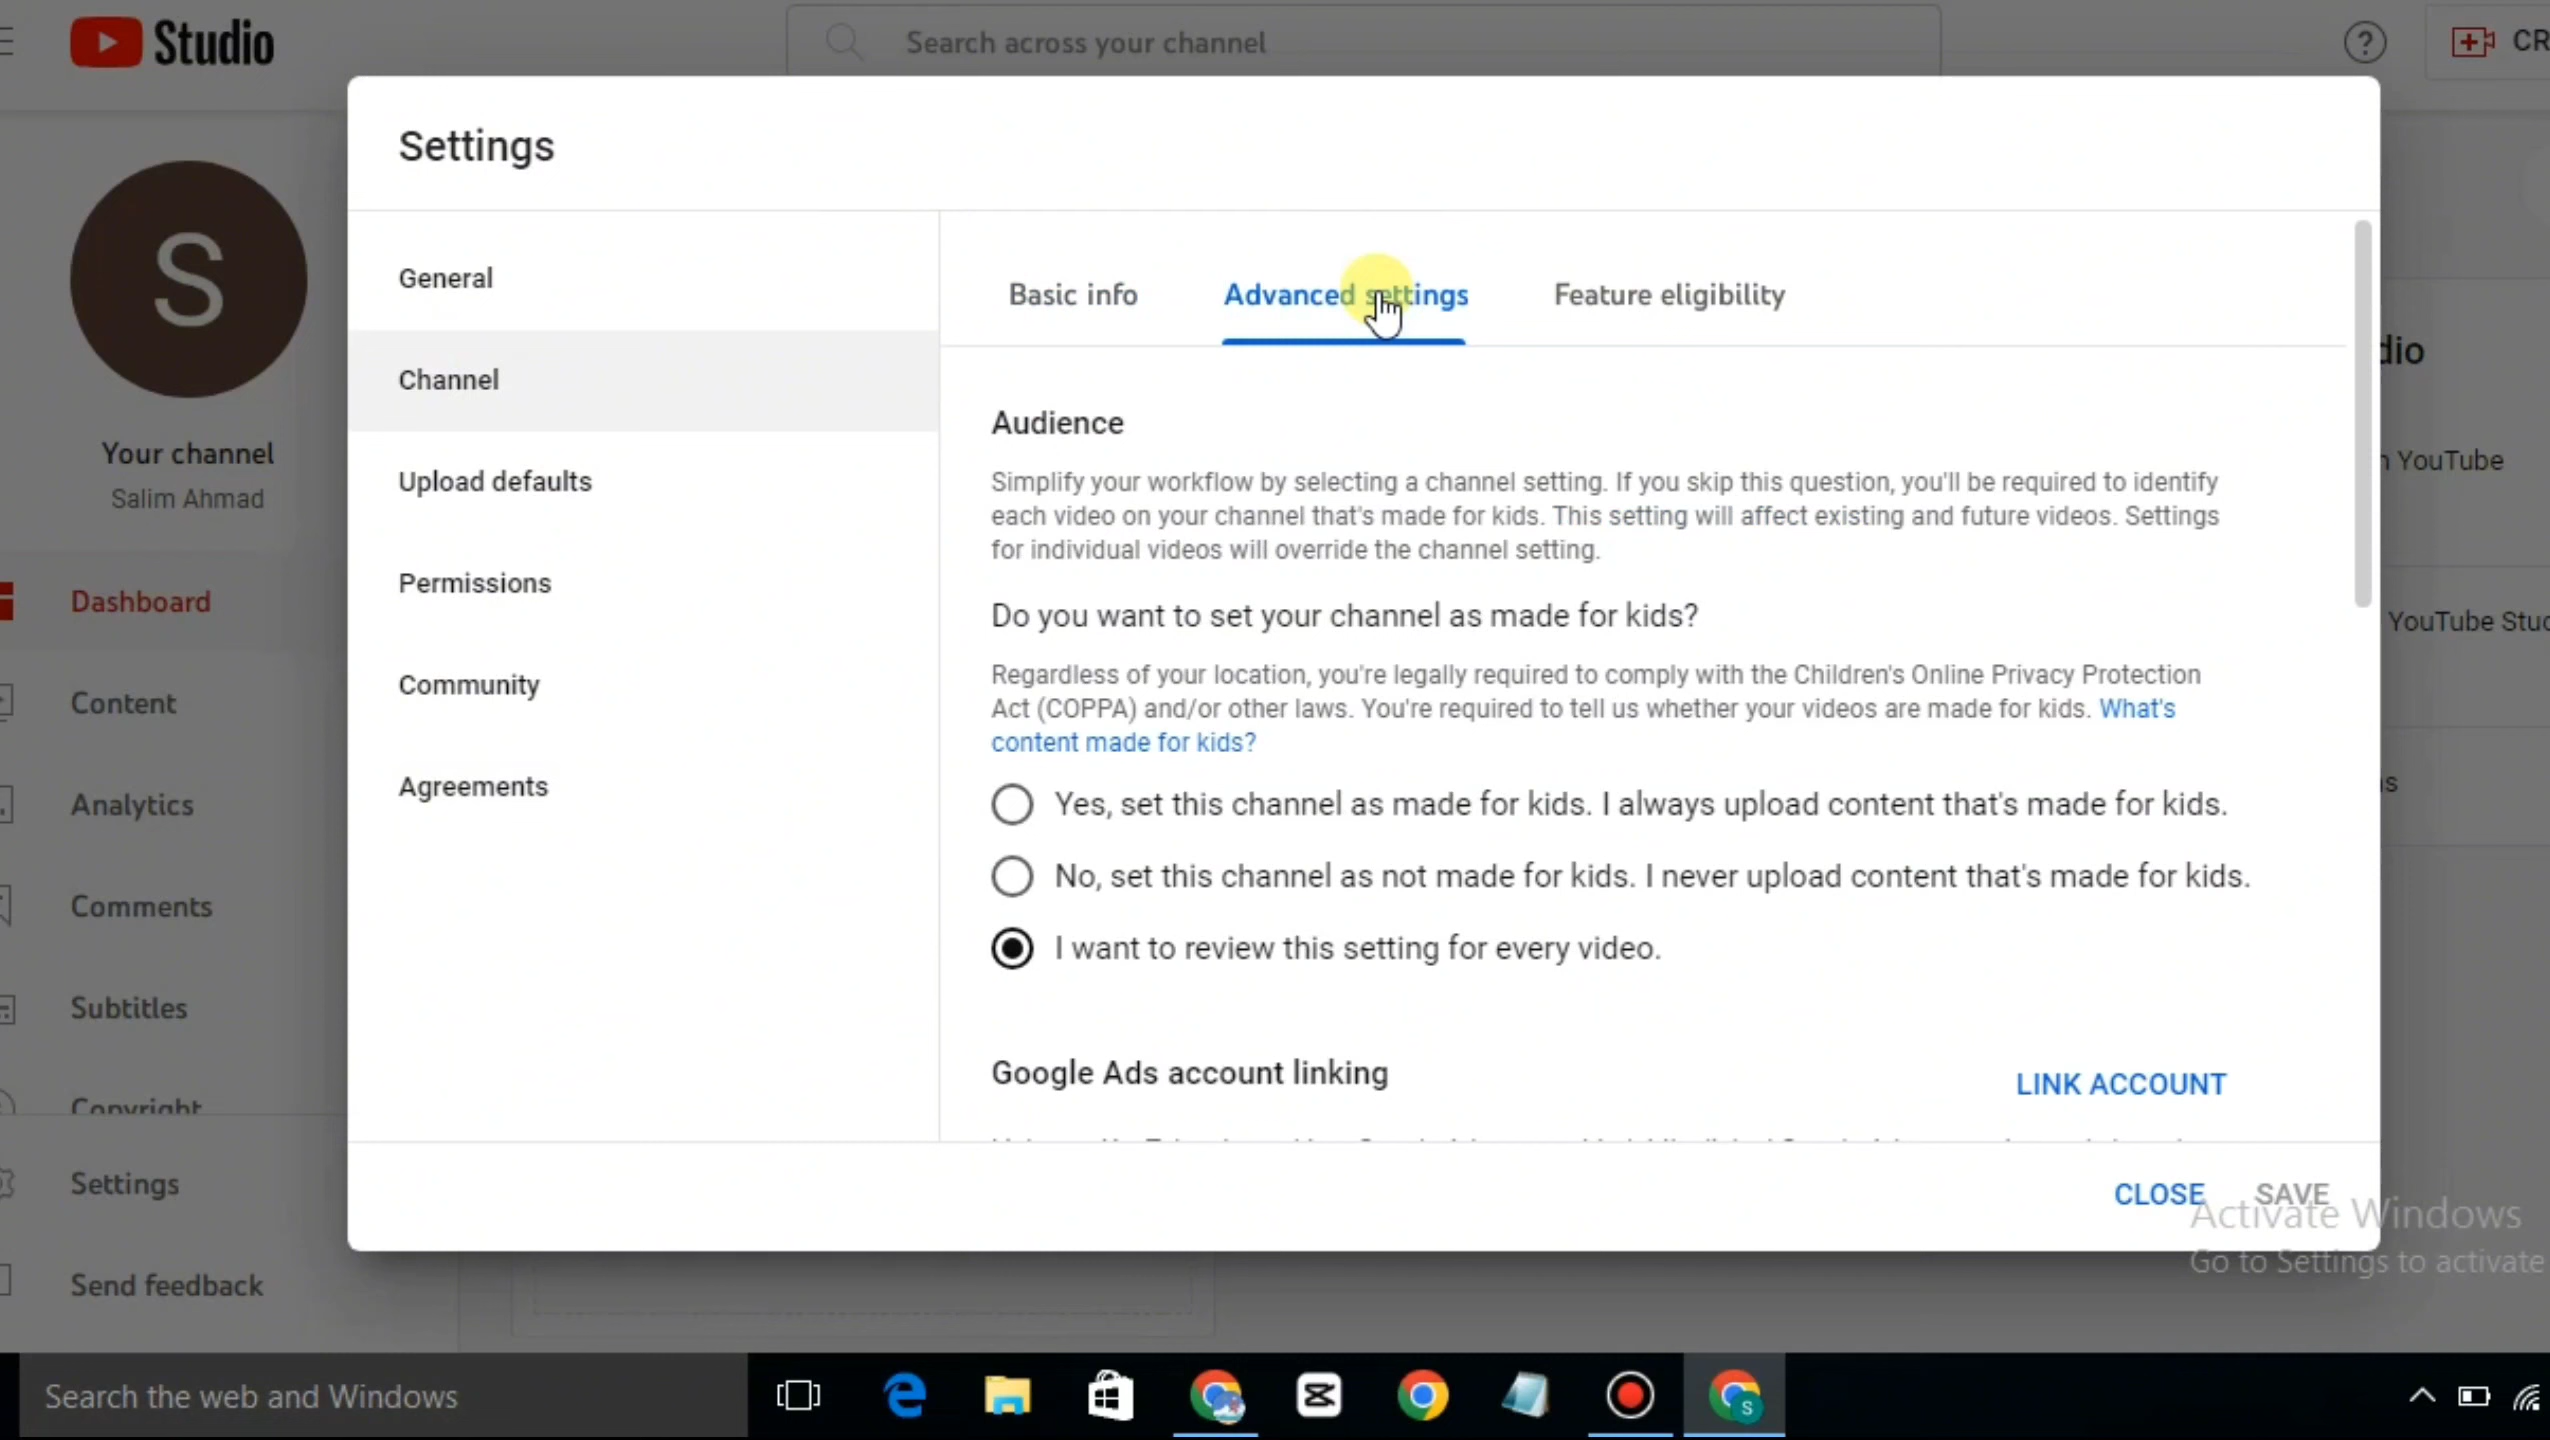 Studio
Search across your channel
CR
Settings
S
Your channel
Salim Ahmad
Dashboard
Content
Analytics
Comments
Subtitles
Copyright
Settings
Send feedback
General
Channel
Upload defaults
Permissions
Community
Agreements
Basic info
Advanced settings
Feature eligibility
Audience
Simplify your workflow by selecting a channel setting. If you skip this question, you'll be required to identify
each video on your channel that's made for kids. This setting will affect existing and future videos. Settings
for individual videos will override the channel setting.
Do you want to set your channel as made for kids?
Regardless of your location, you're legally required to comply with the Children's Online Privacy Protection
Act (COPPA) and/or other laws. You're required to tell us whether your videos are made for kids. What's
content made for kids?
Yes, set this channel as made for kids. I always upload content that's made for kids.
No, set this channel as not made for kids. I never upload content that's made for kids.
I want to review this setting for every video.
Google Ads account linking
LINK ACCOUNT
CLOSE
SAVE
dio
n YouTube
YouTube Stud
Activate Windows
Go to Settings to activate
Search the web and Windows
S